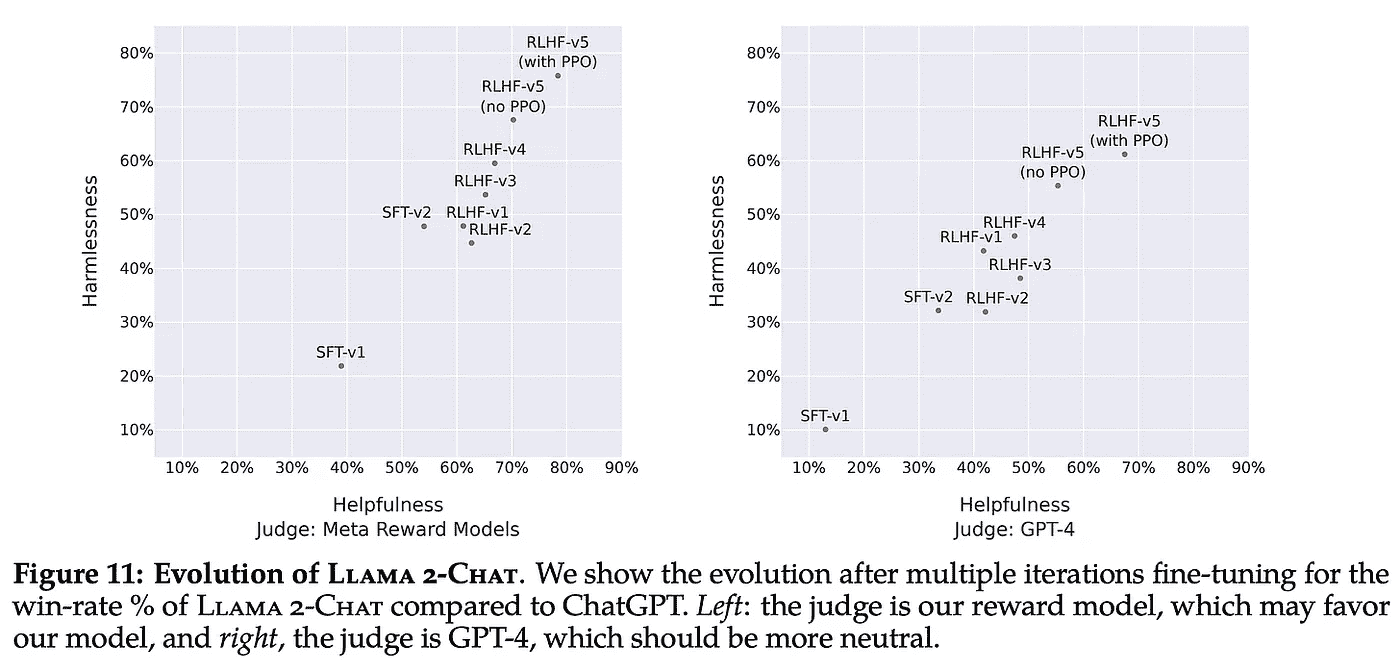 80%
70%
60%
50%
40%
30%
20%
10%
Harmlessness
RLHF-v5
(with PPO)
RLHF-v5
(no PPO)
RLHF-v4
RLHF-v3
SFT-v2
RLHF-v1
RLHF-v2
SFT-v1
10% 20% 30% 40% 50% 60% 70% 80% 90%
Helpfulness
Judge: Meta Reward Models
80%
70%
60%
50%
40%
30%
20%
10%
Harmlessness
RLHF-v5
(with PPO)
RLHF-v5
(no PPO)
RLHF-v4
RLHF-v1
RLHF-v3
SFT-v2
RLHF-v2
SFT-v1
10% 20% 30% 40% 50% 60% 70% 80% 90%
Helpfulness
Judge: GPT-4
Figure 11: Evolution of LLAMA 2-CHAT. We show the evolution after multiple iterations fine-tuning for the
win-rate % of LLAMA 2-CHAT compared to ChatGPT. Left: the judge is our reward model, which may favor
our model, and right, the judge is GPT-4, which should be more neutral.